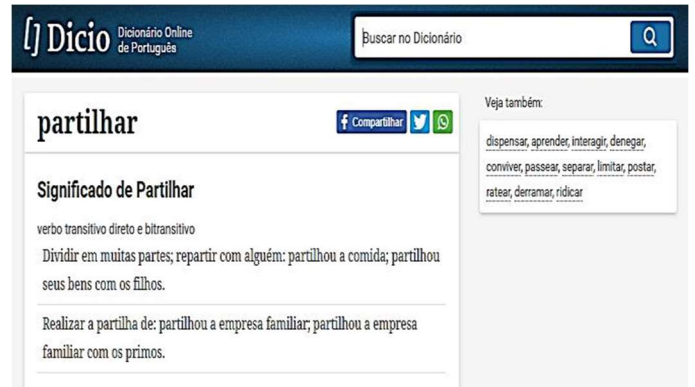 [] Dicio Dicionário Online
de Português
Buscar no Dicionário
partilhar
f Compartilhar
Significado de Partilhar
verbo transitivo direto e bitransitivo
Dividir em muitas partes; repartir com alguém: partilhou a comida; partilhou
seus bens com os filhos.
Realizar a partilha de: partilhou a empresa familiar; partilhou a empresa
familiar com os primos.
Veja também:
dispensar, aprender, interagir, denegar,
conviver, passear, separar, limitar, postar,
ratear, derramar, ridicar